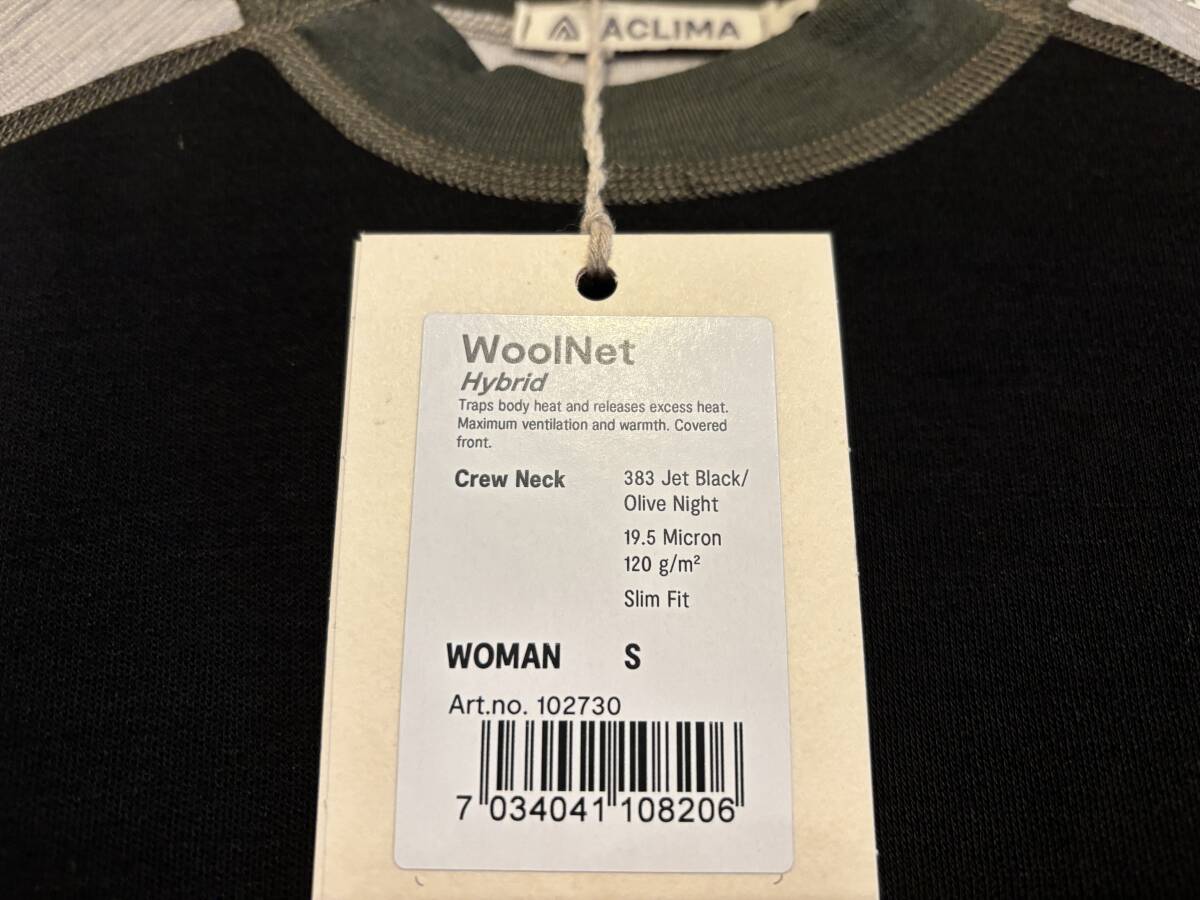 ACLIMA
WoolNet
Hybrid
Traps body heat and releases excess heat.
Maximum ventilation and warmth. Covered
front.
Crew Neck
383 Jet Black/
Olive Night
19.5 Micron
120 g/m²
Slim Fit
WOMAN S
Art.no. 102730
7 034041 108206